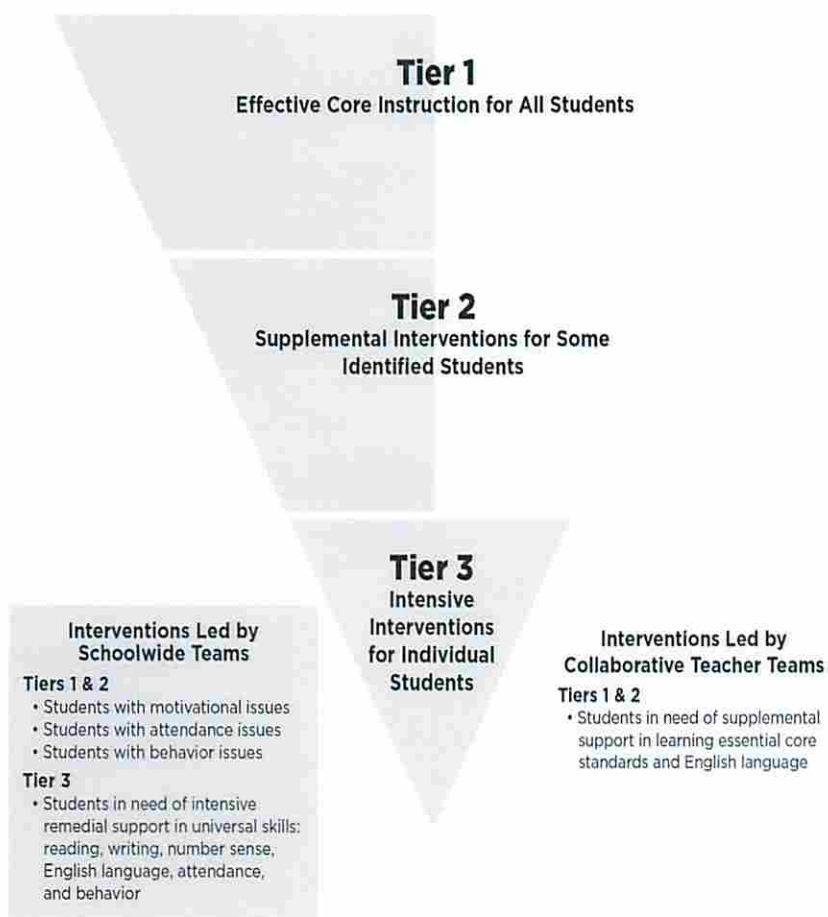 Tier 1
Effective Core Instruction for All Students
Tier 2
Supplemental Interventions for Some
Identified Students
Tier 3
Intensive
Interventions
for Individual
Students
Interventions Led by
Schoolwide Teams
Tiers 1 & 2
• Students with motivational issues
• Students with attendance issues
• Students with behavior issues
Tier 3
• Students in need of intensive
remedial support in universal skills:
reading, writing, number sense,
English language, attendance,
and behavior
Interventions Led by
Collaborative Teacher Teams
Tiers 1 & 2
• Students in need of supplemental
support in learning essential core
standards and English language